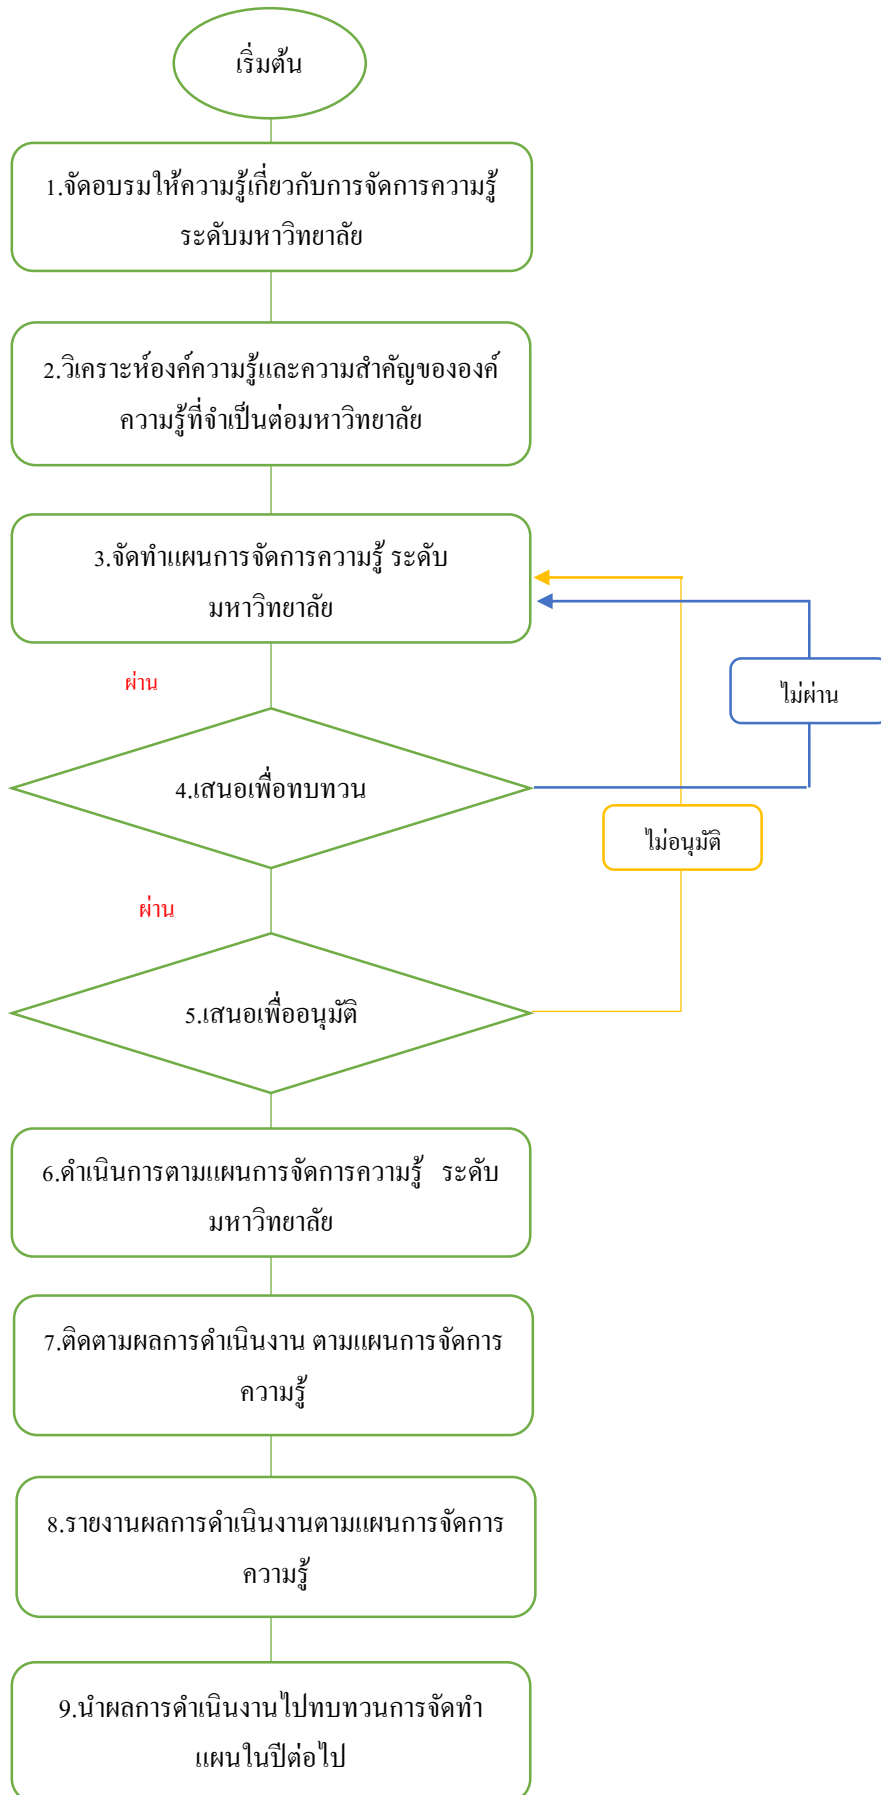 เริ่มต้น
1.จัดอบรมให้ความรู้เกี่ยวกับการจัดการความรู้
ระดับมหาวิทยาลัย
2.วิเคราะห์องค์ความรู้และความสำคัญขององค์
ความรู้ที่จำเป็นต่อมหาวิทยาลัย
3.จัดทำแผนการจัดการความรู้ ระดับ
มหาวิทยาลัย
ผ่าน
ไม่ผ่าน
4.เสนอเพื่อทบทวน
ไม่อนุมัติ
ผ่าน
5.เสนอเพื่ออนุมัติ
6.ดำเนินการตามแผนการจัดการความรู้ ระดับ
มหาวิทยาลัย
7.ติดตามผลการดำเนินงาน ตามแผนการจัดการ
ความรู้
8.รายงานผลการดำเนินงานตามแผนการจัดการ
ความรู้
9.นำผลการดำเนินงานไปทบทวนการจัดทำ
แผนในปีต่อไป